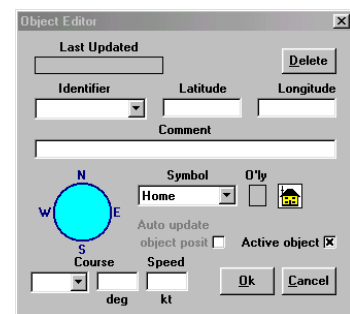 Object Editor
Last Updated
Delete
Identifier Latitude Longitude
Comment
N
W E
S
Symbol O'ly
Home
Auto update
object posit
Active object
Course Speed
deg kt
Ok Cancel